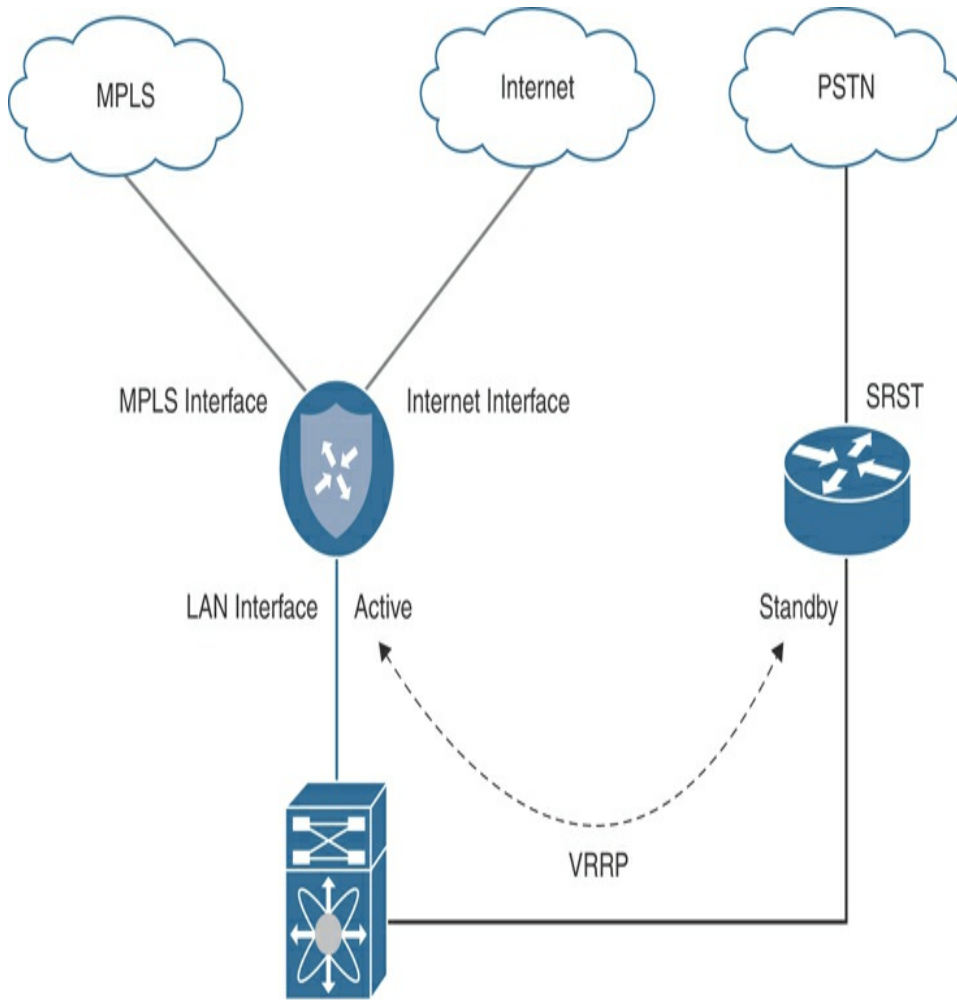 MPLS
Internet
PSTN
MPLS Interface
Internet Interface
SRST
LAN Interface
Active
Standby
VRRP